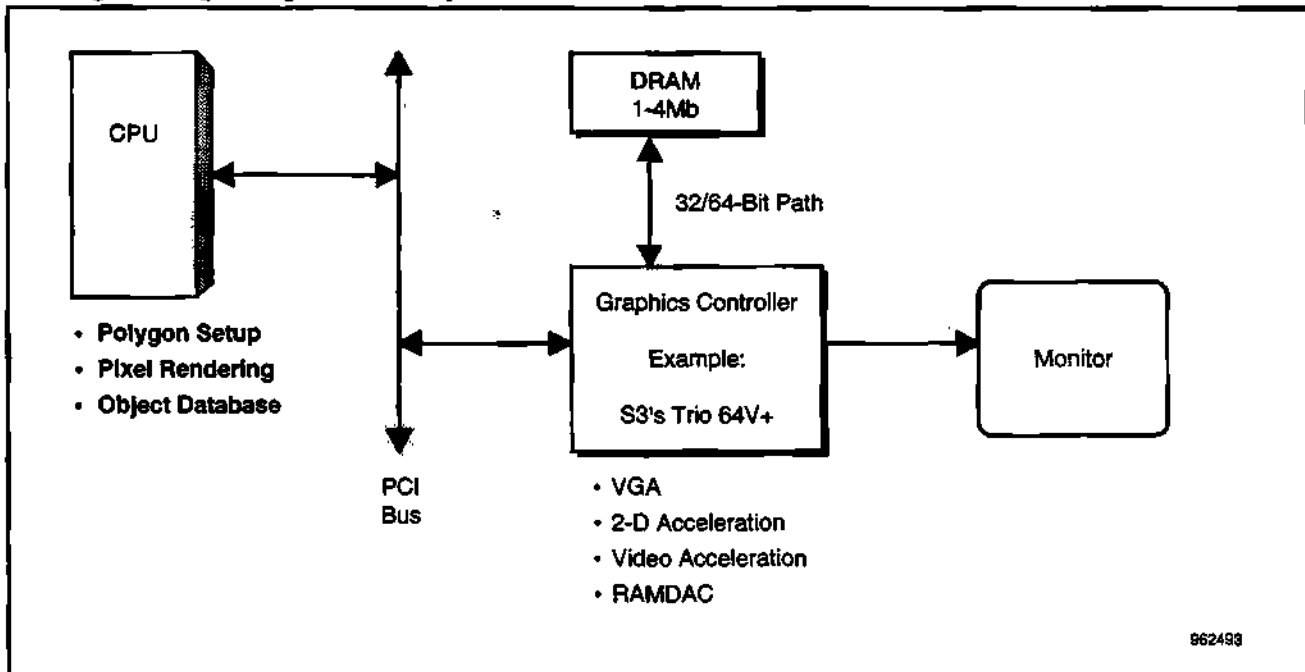 CPU
• Polygon Setup
• Pixel Rendering
• Object Database
PCI
Bus
DRAM
1-4Mb
32/64-Bit Path
Graphics Controller
Example:
S3's Trio 64V+
• VGA
• 2-D Acceleration
• Video Acceleration
• RAMDAC
Monitor
962493